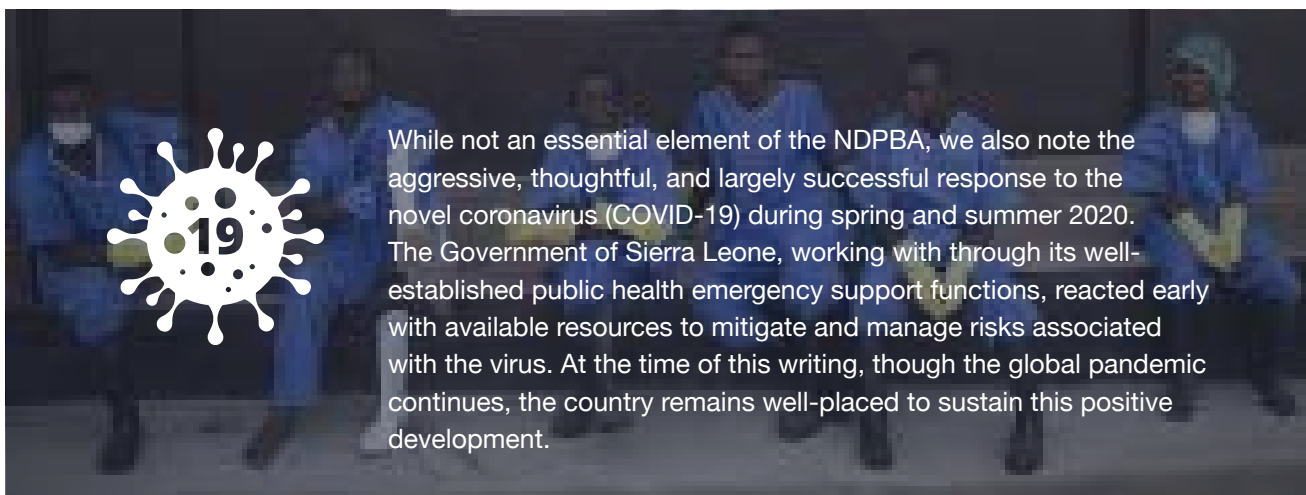 19
While not an essential element of the NDPBA, we also note the
aggressive, thoughtful, and largely successful response to the
novel coronavirus (COVID-19) during spring and summer 2020.
The Government of Sierra Leone, working with through its well-
established public health emergency support functions, reacted early
with available resources to mitigate and manage risks associated
with the virus. At the time of this writing, though the global pandemic
continues, the country remains well-placed to sustain this positive
development.